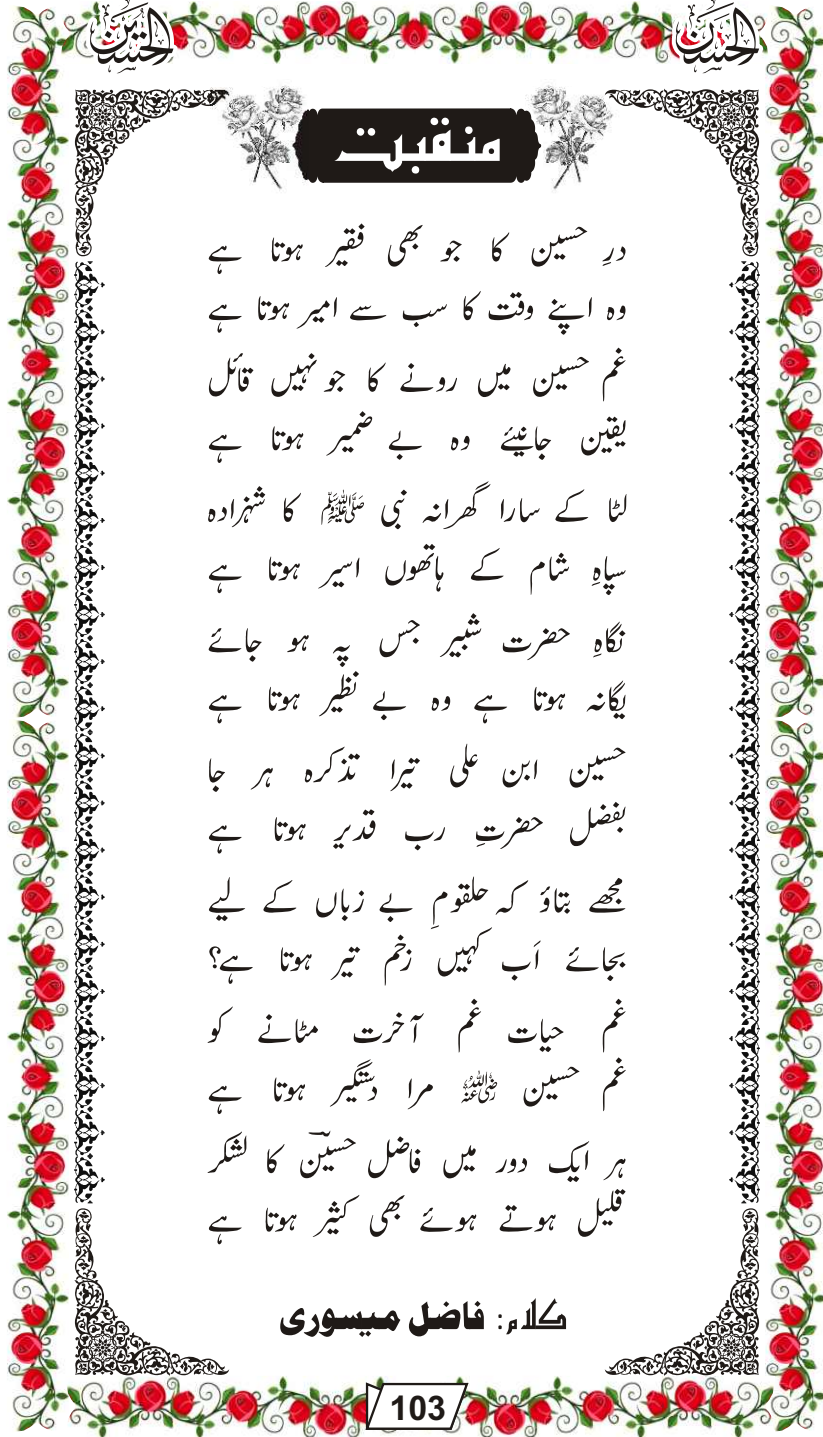 الحسین الحسین
منقبت
درِ حسین کا جو بھی فقیر ہوتا ہے
وہ اپنے وقت کا سب سے امیر ہوتا ہے
غم حسین میں رونے کا جو نہیں قائل
یقین جانیئے وہ بے ضمیر ہوتا ہے
لٹا کے سارا گھرانہ نبی ﷺ کا شہزادہ
سپاہِ شام کے ہاتھوں اسیر ہوتا ہے
نگاہِ حضرت شبیر جس پہ ہو جائے
یگانہ ہوتا ہے وہ بے نظیر ہوتا ہے
حسین ابن علی تیرا تذکرہ ہر جا
بفضل حضرتِ رب قدیر ہوتا ہے
مجھے بتاؤ کہ حلقومِ بے زباں کے لیے
بجائے اَب کہیں زخم تیر ہوتا ہے؟
غم حیات غم آخرت مٹانے کو
غم حسین رضی اللہ عنہ مرا دستگیر ہوتا ہے
ہر ایک دور میں فاضل حسینؓ کا لشکر
قلیل ہوتے ہوئے بھی کثیر ہوتا ہے
کلام: فاضل میسوری
103